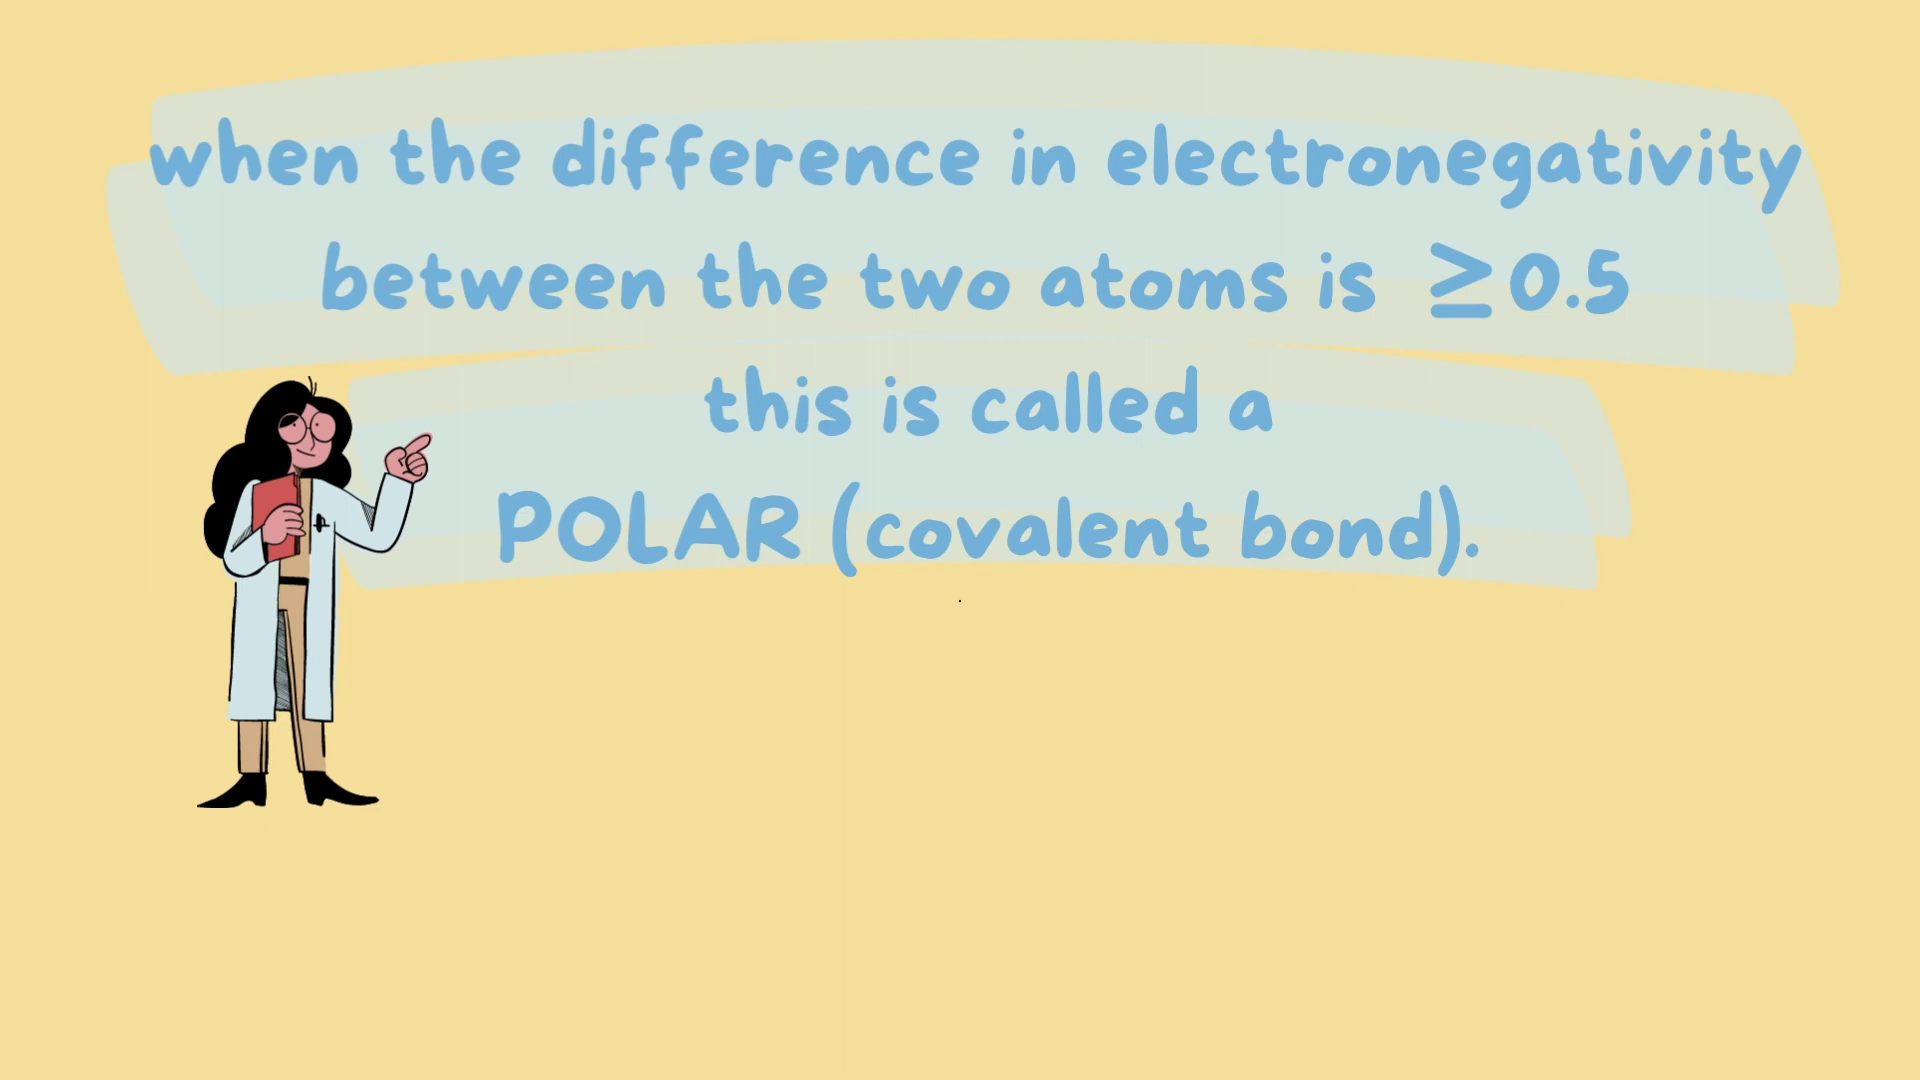 when the difference in electronegativity
between the two atoms is ≥0.5
this is called a
POLAR (covalent bond).